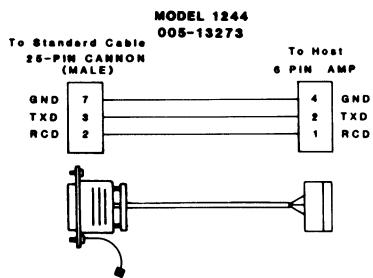 MODEL 1244
005-13273
To Standard Cable
25-PIN CANNON
(MALE)
To Host
6 PIN AMP
GND 7 4 GND
TXD 3 2 TXD
RCD 2 1 RCD